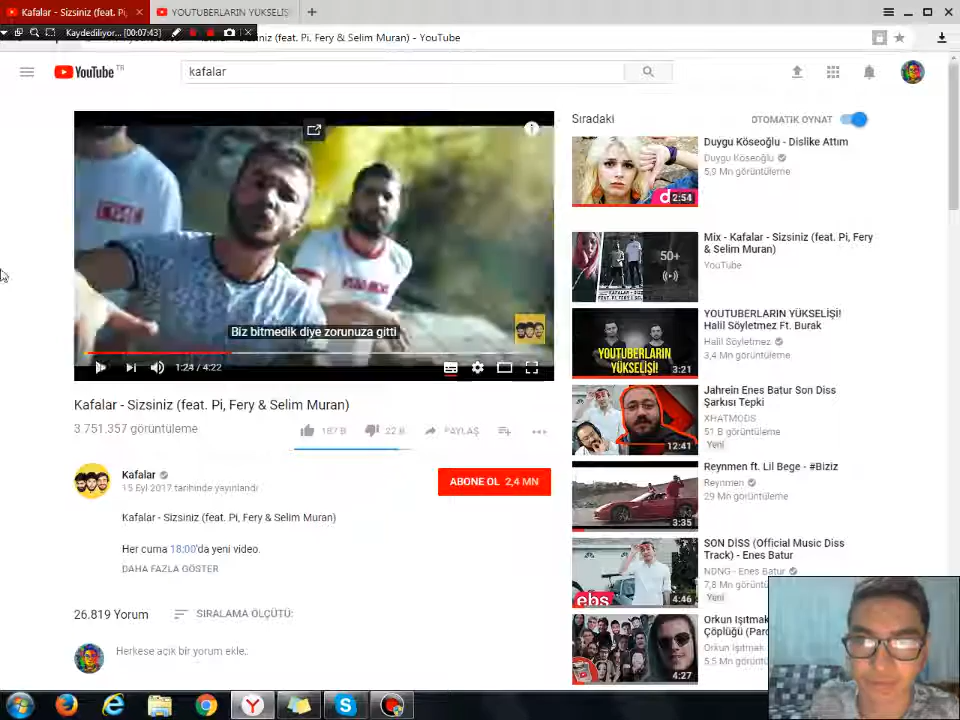 Kafalar - Sizsiniz (feat. Pi,
YOUTUBERLARIN YÜKSELİŞ
Kaydediliyor... [00:07:43]
niz (feat. Pi, Fery & Selim Muran) - YouTube
YouTube TR
kafalar
Biz bitmedik diye zorunuza gitti
1:24 / 4:22
Kafalar - Sizsiniz (feat. Pi, Fery & Selim Muran)
3.751.357 görüntüleme
187 B
22 B
PAYLAŞ
Kafalar
15 Eyl 2017 tarihinde yayınlandı
ABONE OL 2,4 MN
Kafalar - Sizsiniz (feat. Pi, Fery & Selim Muran)
Her cuma 18:00'da yeni video.
DAHA FAZLA GÖSTER
26.819 Yorum
SIRALAMA ÖLÇÜTÜ:
Herkese açık bir yorum ekle..
Sıradaki
OTOMATİK OYNAT
d
2:54
Duygu Köseoğlu - Dislike Attım
Duygu Köseoğlu
5,9 Mn görüntüleme
50+
Mix - Kafalar - Sizsiniz (feat. Pi, Fery
& Selim Muran)
YouTube
YOUTUBERLARIN
YÜKSELİŞİ!
3:21
YOUTUBERLARIN YÜKSELİŞİ!
Halil Söyletmez Ft. Burak
Halil Söyletmez
3,4 Mn görüntüleme
12:41
Jahrein Enes Batur Son Diss
Şarkısı Tepki
XHATMODS
51 B görüntüleme
Yeni
3:35
Reynmen ft. Lil Bege - #Biziz
Reynmen
29 Mn görüntüleme
ebs
4:46
SON DİSS (Official Music Diss
Track) - Enes Batur
NDNG - Enes Batur
7,8 Mn görüntü
Yeni
4:27
Orkun Işıtmak
Çöplüğü (Paro
Orkun Işıtmak
5,5 Mn görüntü